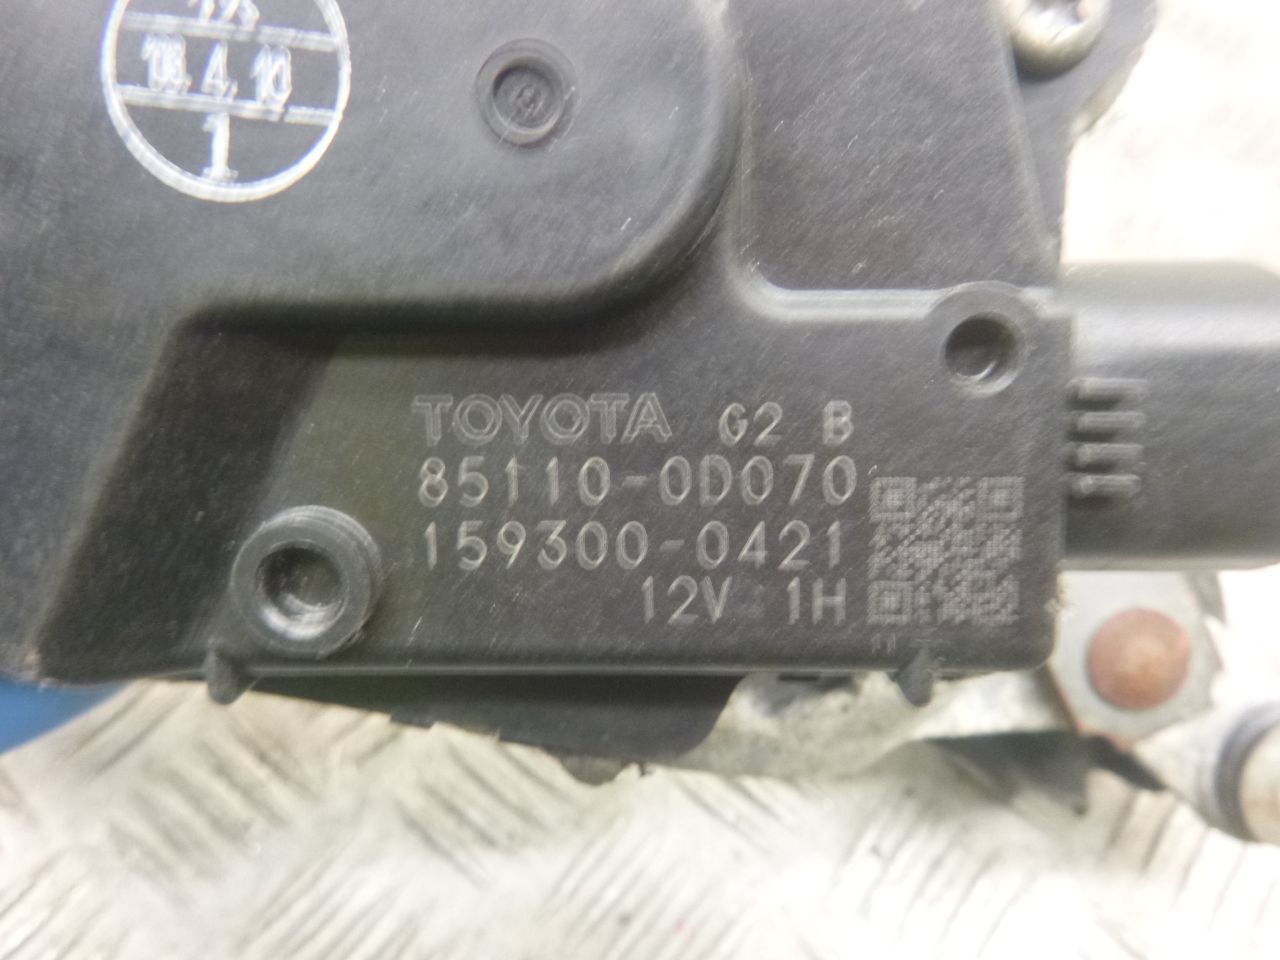 '08. 4. 10
1
TOYOTA G2 B
85110-0D070
159300-0421
12V 1H